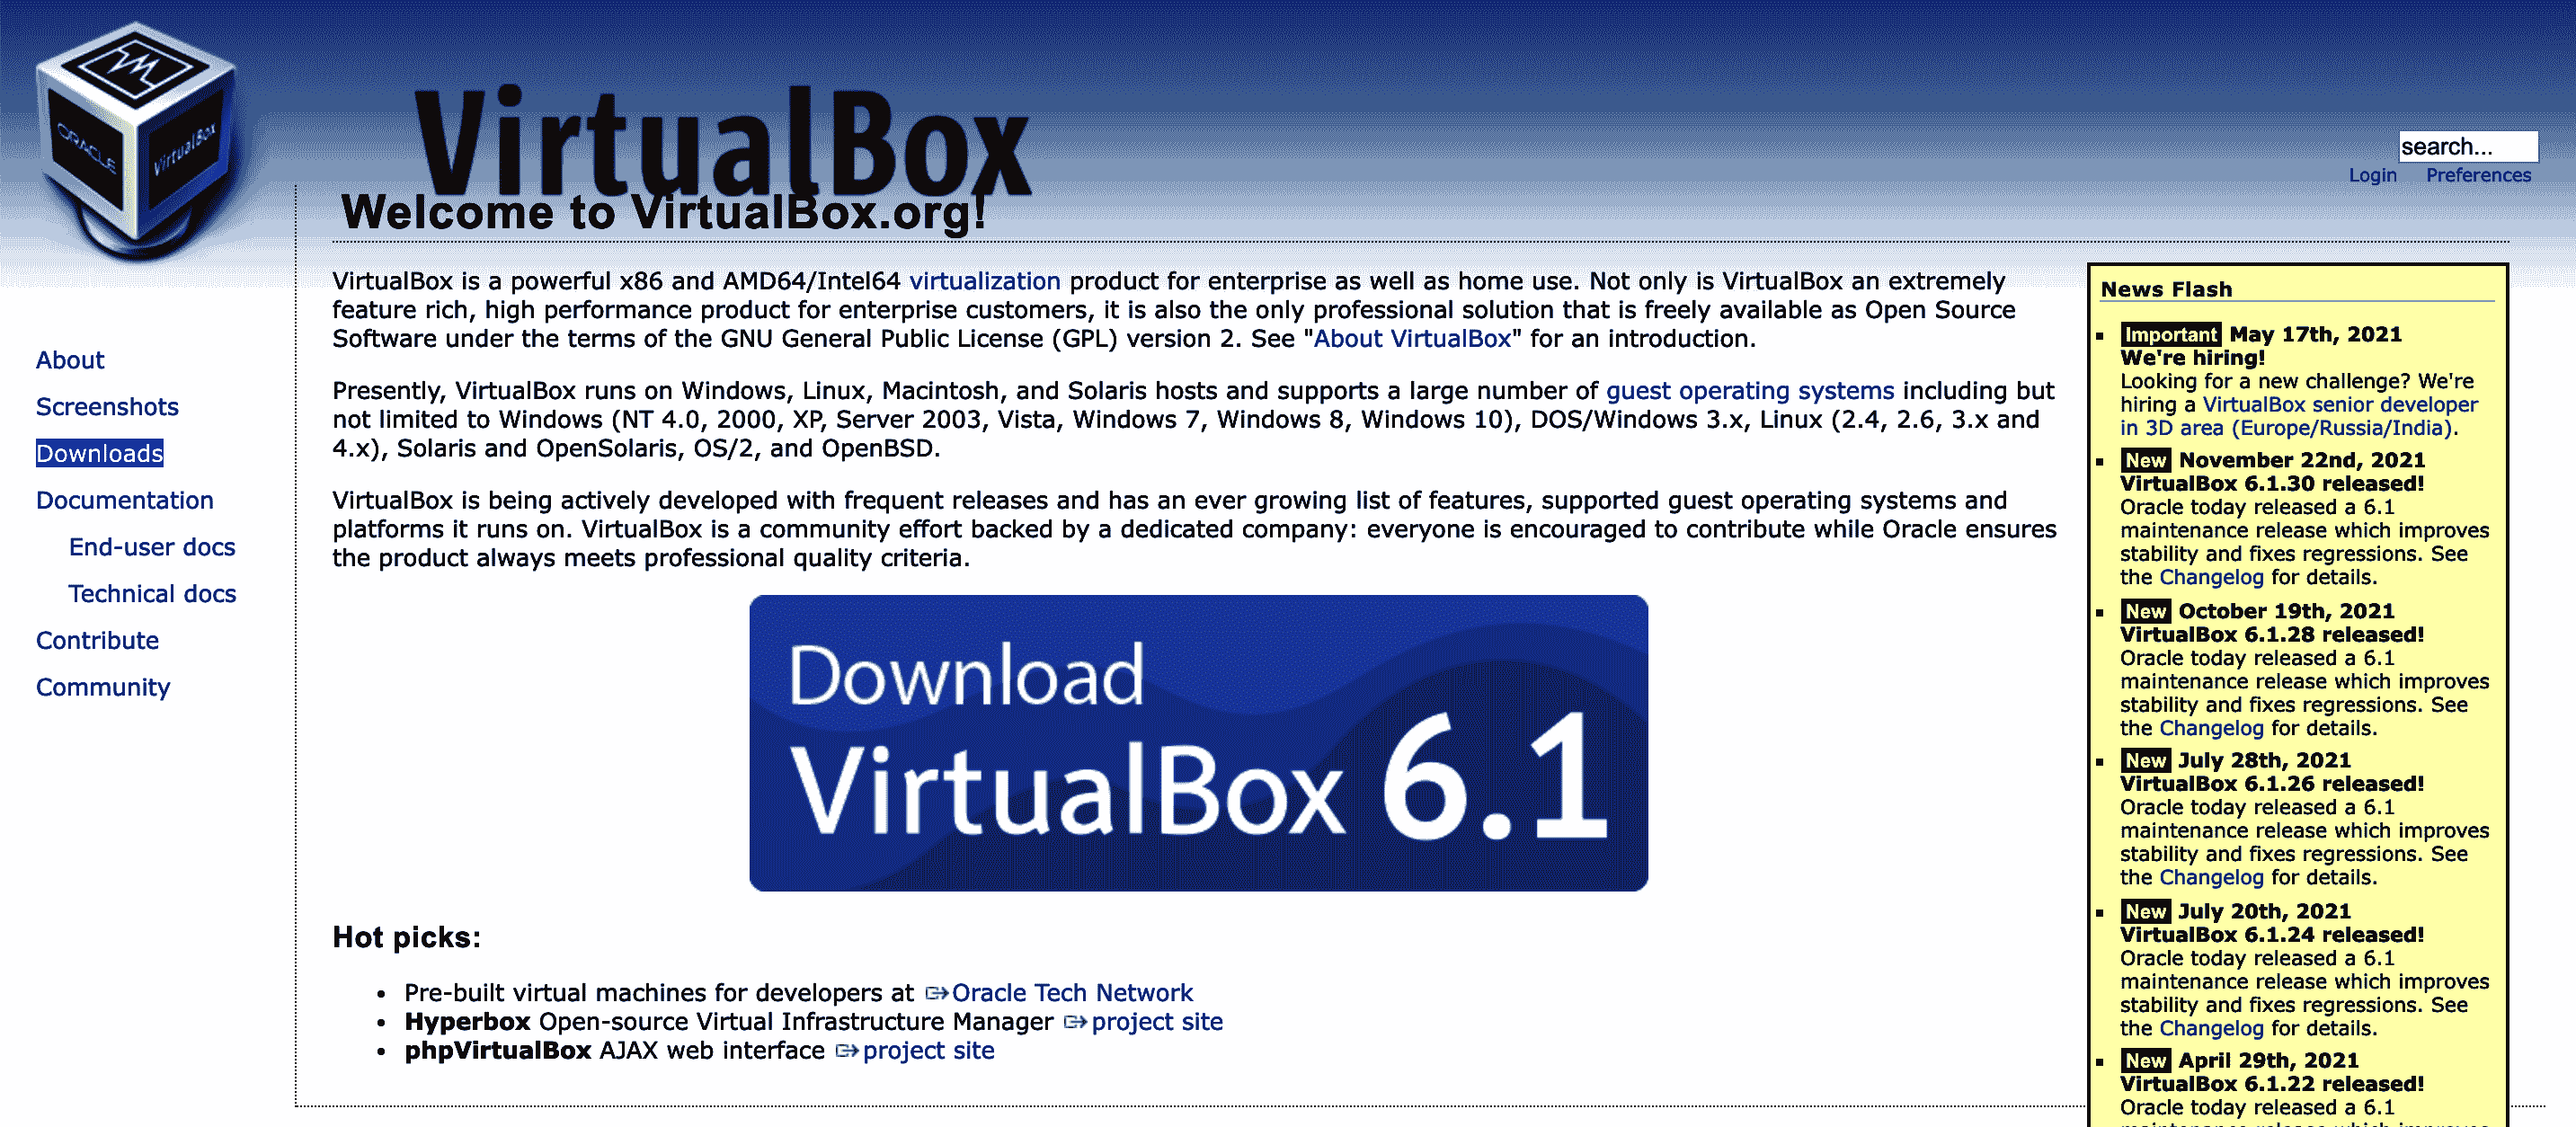 ORACLE
VirtualBox
VirtualBox
search...
Login Preferences
Welcome to VirtualBox.org!
About
Screenshots
Downloads
Documentation
End-user docs
Technical docs
Contribute
Community
VirtualBox is a powerful x86 and AMD64/Intel64 virtualization product for enterprise as well as home use. Not only is VirtualBox an extremely
feature rich, high performance product for enterprise customers, it is also the only professional solution that is freely available as Open Source
Software under the terms of the GNU General Public License (GPL) version 2. See "About VirtualBox" for an introduction.
Presently, VirtualBox runs on Windows, Linux, Macintosh, and Solaris hosts and supports a large number of guest operating systems including but
not limited to Windows (NT 4.0, 2000, XP, Server 2003, Vista, Windows 7, Windows 8, Windows 10), DOS/Windows 3.x, Linux (2.4, 2.6, 3.x and
4.x), Solaris and OpenSolaris, OS/2, and OpenBSD.
VirtualBox is being actively developed with frequent releases and has an ever growing list of features, supported guest operating systems and
platforms it runs on. VirtualBox is a community effort backed by a dedicated company: everyone is encouraged to contribute while Oracle ensures
the product always meets professional quality criteria.
Download
VirtualBox 6.1
Hot picks:
• Pre-built virtual machines for developers at Oracle Tech Network
• Hyperbox Open-source Virtual Infrastructure Manager project site
• phpVirtualBox AJAX web interface project site
News Flash
Important May 17th, 2021
We're hiring!
Looking for a new challenge? We're
hiring a VirtualBox senior developer
in 3D area (Europe/Russia/India).
New November 22nd, 2021
VirtualBox 6.1.30 released!
Oracle today released a 6.1
maintenance release which improves
stability and fixes regressions. See
the Changelog for details.
New October 19th, 2021
VirtualBox 6.1.28 released!
Oracle today released a 6.1
maintenance release which improves
stability and fixes regressions. See
the Changelog for details.
New July 28th, 2021
VirtualBox 6.1.26 released!
Oracle today released a 6.1
maintenance release which improves
stability and fixes regressions. See
the Changelog for details.
New July 20th, 2021
VirtualBox 6.1.24 released!
Oracle today released a 6.1
maintenance release which improves
stability and fixes regressions. See
the Changelog for details.
New April 29th, 2021
VirtualBox 6.1.22 released!
Oracle today released a 6.1